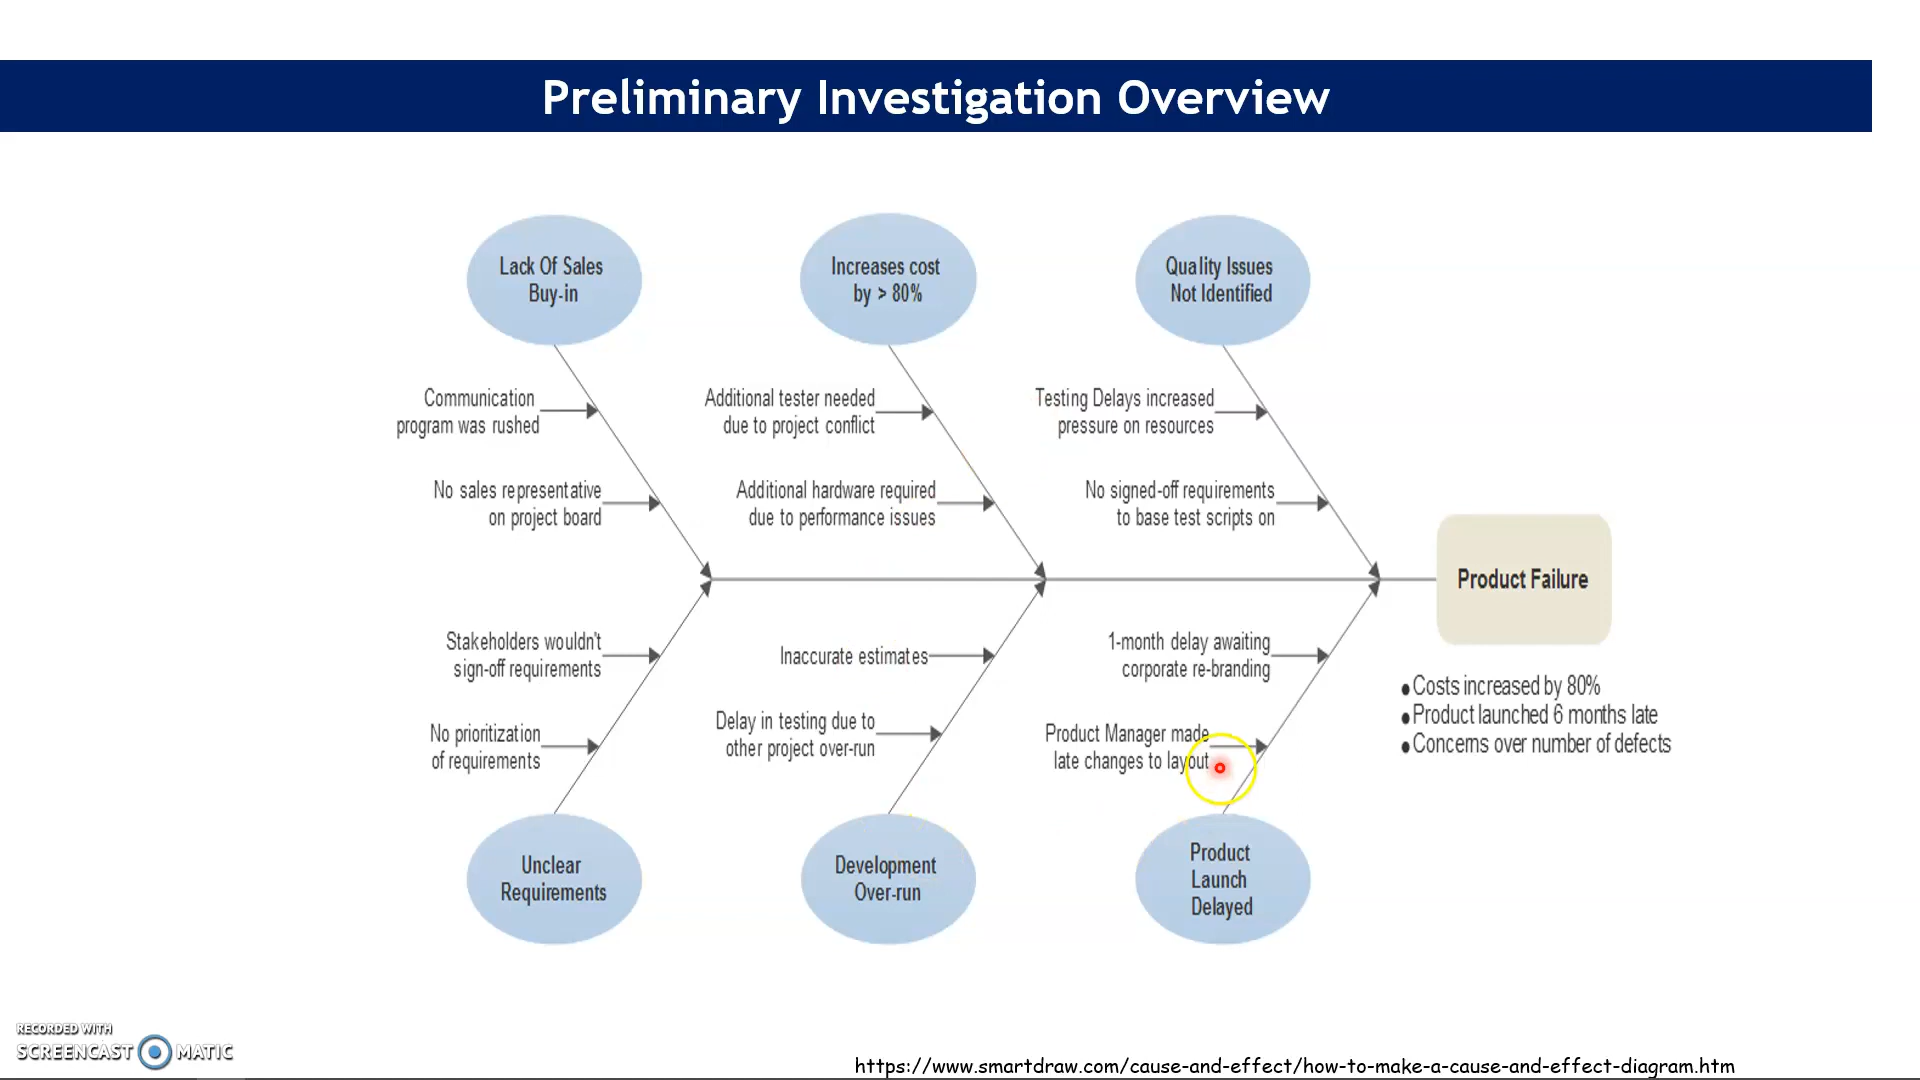 Preliminary Investigation Overview
Lack Of Sales
Buy-in
Increases cost
by > 80%
Quality Issues
Not Identified
Communication
program was rushed
Additional tester needed
due to project conflict
Testing Delays increased
pressure on resources
No sales representative
on project board
Additional hardware required
due to performance issues
No signed-off requirements
to base test scripts on
Product Failure
Stakeholders wouldn't
sign-off requirements
Inaccurate estimates
1-month delay awaiting
corporate re-branding
No prioritization
of requirements
Delay in testing due to
other project over-run
Product Manager made
late changes to layout
●Costs increased by 80%
●Product launched 6 months late
●Concerns over number of defects
Unclear
Requirements
Development
Over-run
Product
Launch
Delayed
RECORDED WITH
SCREENCAST MATIC
https://www.smartdraw.com/cause-and-effect/how-to-make-a-cause-and-effect-diagram.htm